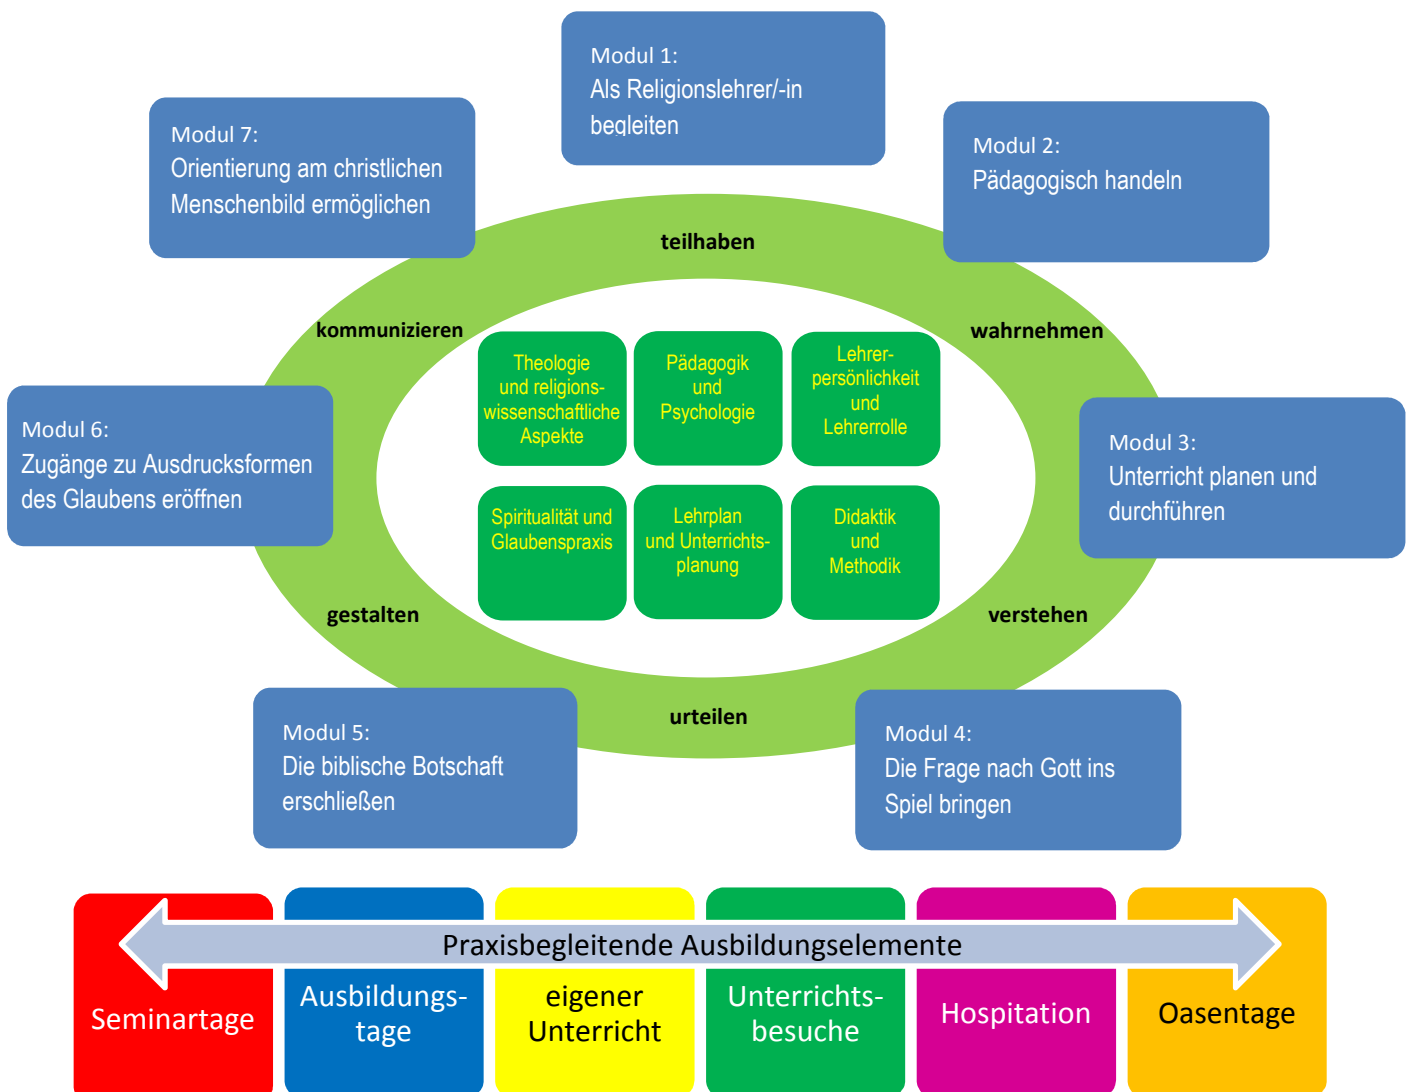 Modul 1:
Als Religionslehrer/-in
begleiten
Modul 7:
Orientierung am christlichen
Menschenbild ermöglichen
Modul 2:
Pädagogisch handeln
teilhaben
kommunizieren
wahrnehmen
Theologie
und religions-
wissenschaftliche
Aspekte
Pädagogik
und
Psychologie
Lehrer-
persönlichkeit
und
Lehrerrolle
Modul 6:
Zugänge zu Ausdrucksformen
des Glaubens eröffnen
Modul 3:
Unterricht planen und
durchführen
Spiritualität und
Glaubenspraxis
Lehrplan
und Unterrichts-
planung
Didaktik
und
Methodik
gestalten
verstehen
urteilen
Modul 5:
Die biblische Botschaft
erschließen
Modul 4:
Die Frage nach Gott ins
Spiel bringen
Praxisbegleitende Ausbildungselemente
Seminartage
Ausbildungs-
tage
eigener
Unterricht
Unterrichts-
besuche
Hospitation
Oasentage